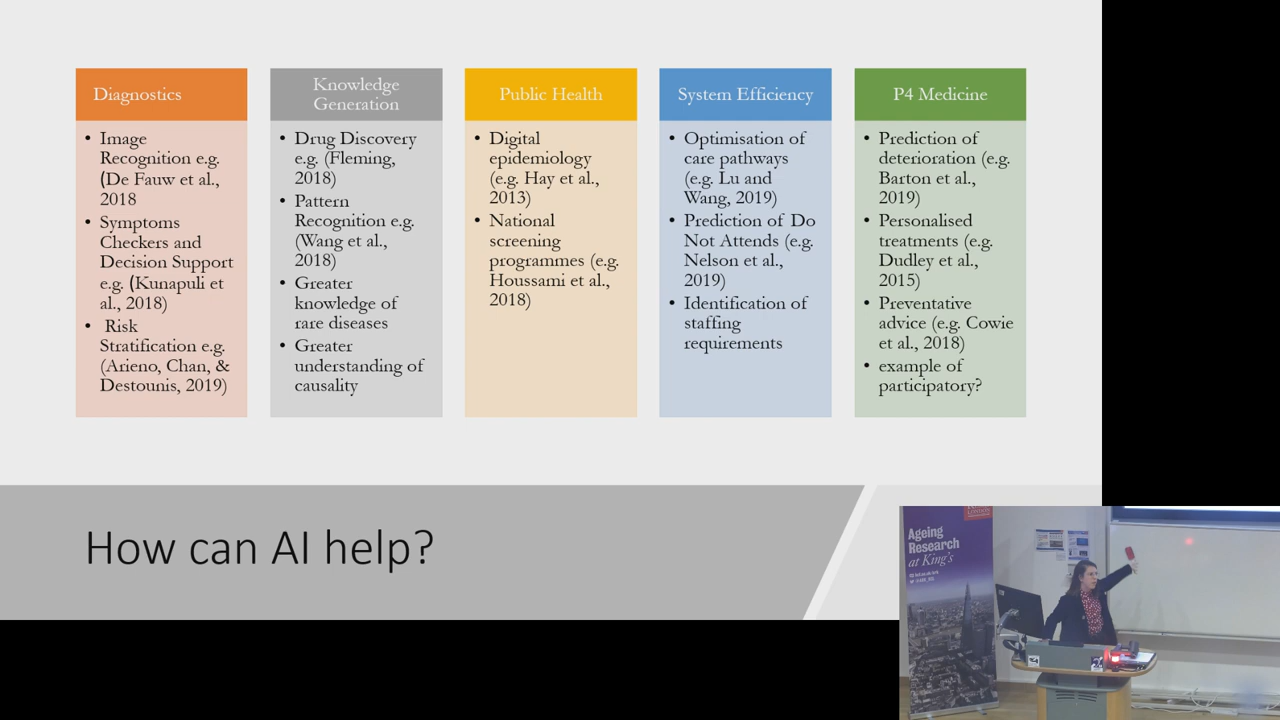 Diagnostics
• Image
Recognition e.g.
(De Fauw et al.,
2018
• Symptoms
Checkers and
Decision Support
e.g. (Kunapuli et
al., 2018)
• Risk
Stratification e.g.
(Arieno, Chan, &
Destounis, 2019)
Knowledge
Generation
• Drug Discovery
e.g. (Fleming,
2018)
• Pattern
Recognition e.g.
(Wang et al.,
2018)
• Greater
knowledge of
rare diseases
• Greater
understanding of
causality
Public Health
• Digital
epidemiology
(e.g. Hay et al.,
2013)
• National
screening
programmes (e.g.
Houssami et al.,
2018)
System Efficiency
• Optimisation of
care pathways
(e.g. Lu and
Wang, 2019)
• Prediction of Do
Not Attends (e.g.
Nelson et al.,
2019)
• Identification of
staffing
requirements
P4 Medicine
• Prediction of
deterioration (e.g.
Barton et al.,
2019)
• Personalised
treatments (e.g.
Dudley et al.,
2015)
• Preventative
advice (e.g. Cowie
et al., 2018)
• example of
participatory?
How can AI help?
LONDON
Ageing
Research
at King's